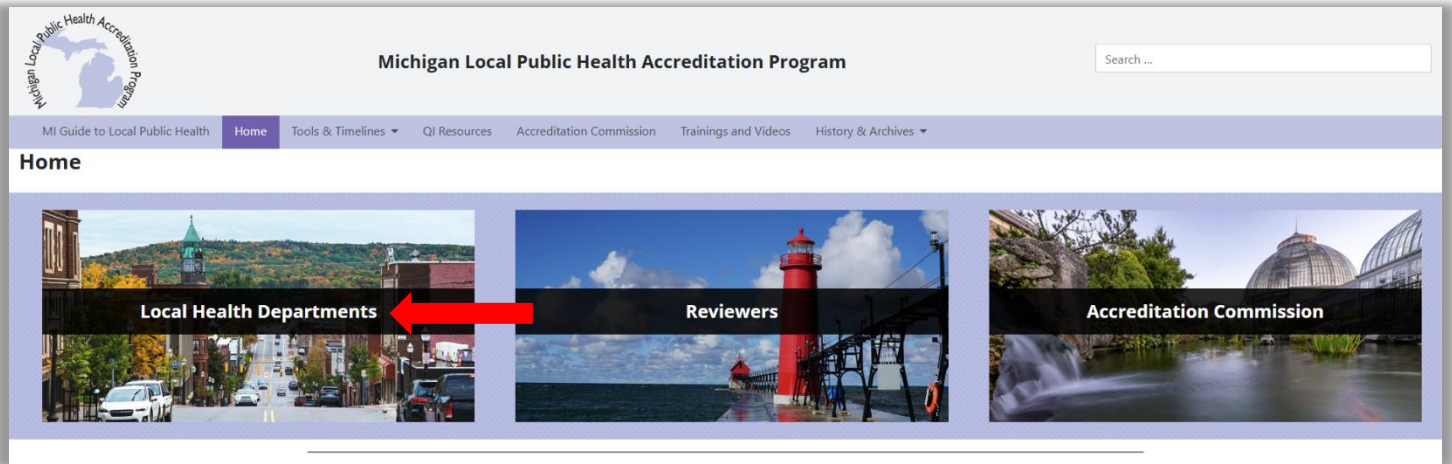 Michigan Local Public Health Accreditation Program
Michigan Local Public Health Accreditation Program
Search ...
MI Guide to Local Public Health Home Tools & Timelines QI Resources Accreditation Commission Trainings and Videos History & Archives
Home
Local Health Departments Reviewers Accreditation Commission